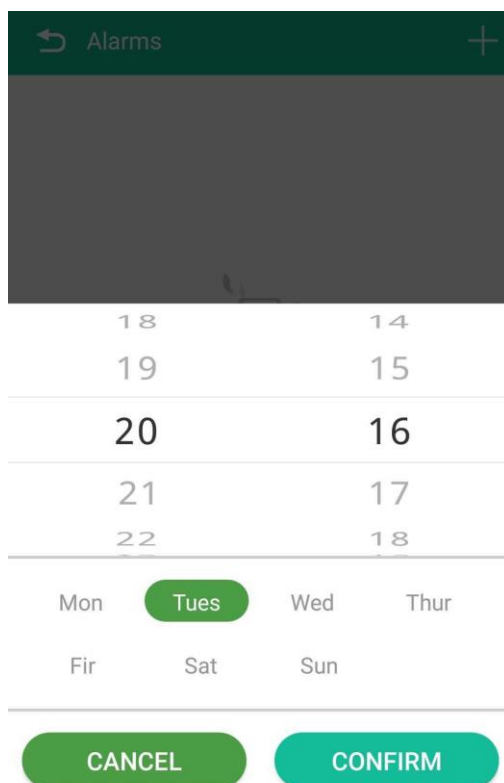 Alarms
18 14
19 15
20 16
21 17
22 18
Mon Tues Wed Thur
Fir Sat Sun
CANCEL CONFIRM